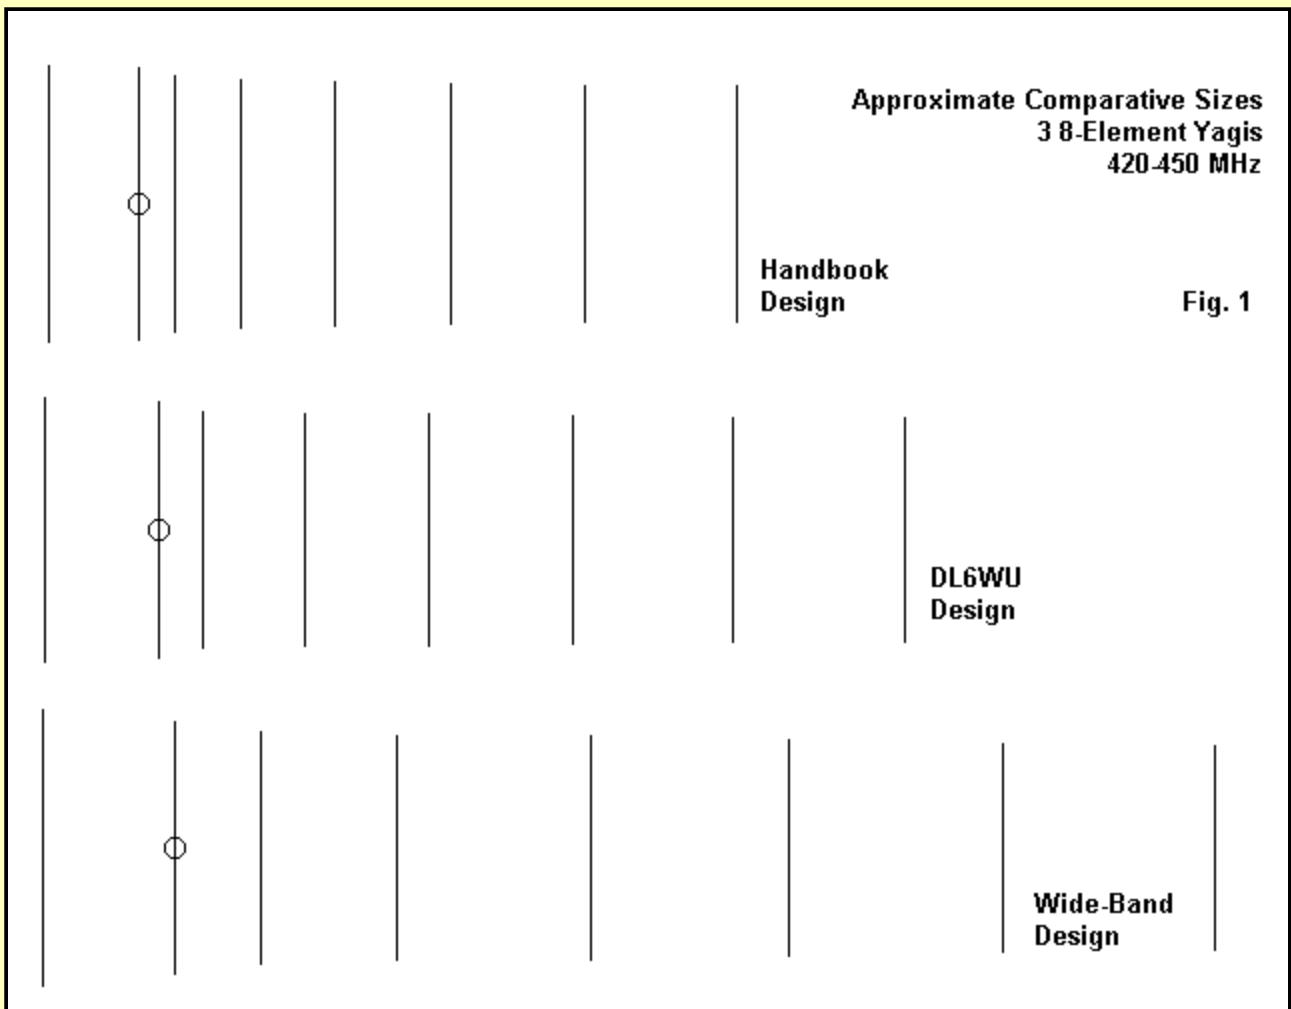 Approximate Comparative Sizes
3 8-Element Yagis
420-450 MHz
Handbook
Design
Fig. 1
DL6WU
Design
Wide-Band
Design